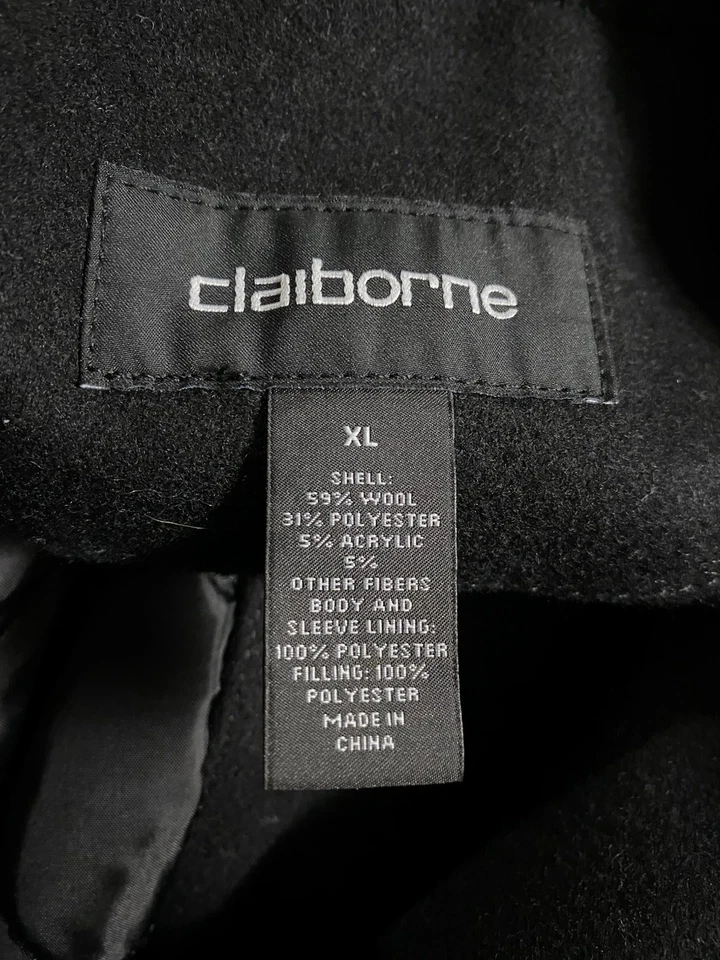 claiborne
XL
SHELL:
59% WOOL
31% POLYESTER
5% ACRYLIC
5%
OTHER FIBERS
BODY AND
SLEEVE LINING:
100% POLYESTER
FILLING: 100%
POLYESTER
MADE IN
CHINA